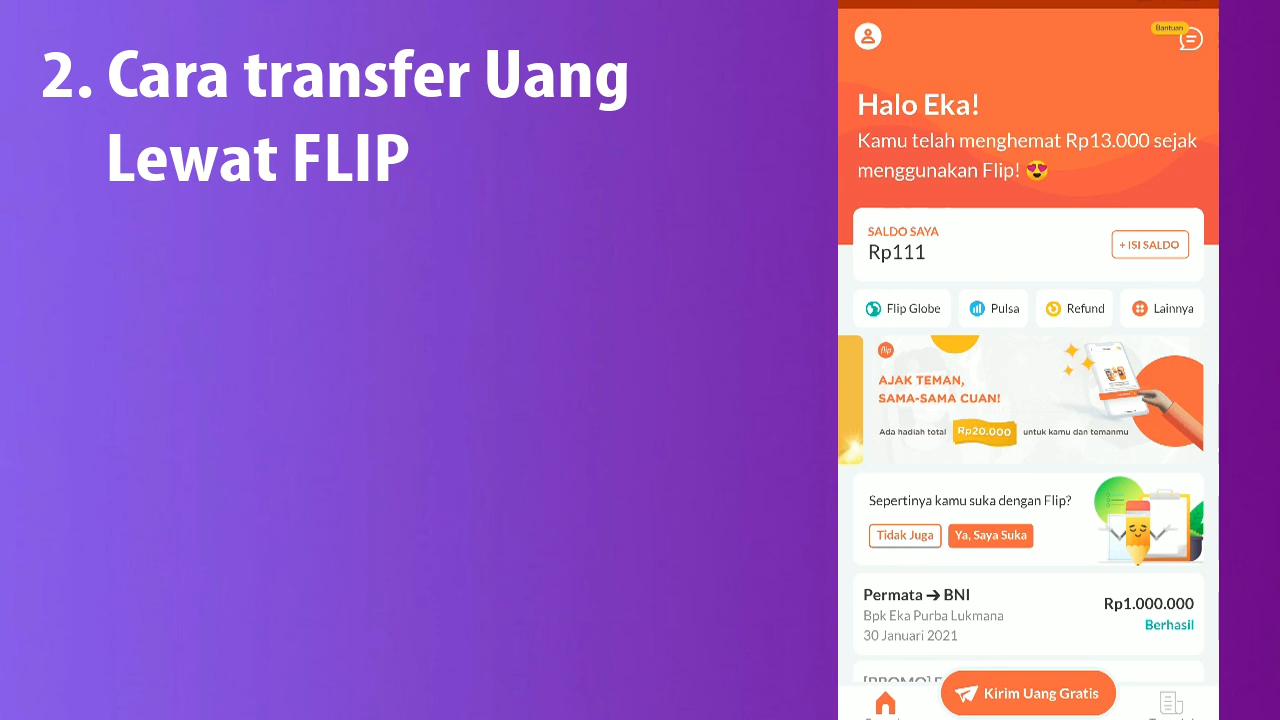 2. Cara transfer Uang
Lewat FLIP
Bantuan
Halo Eka!
Kamu telah menghemat Rp13.000 sejak
menggunakan Flip! 😍
SALDO SAYA
Rp111
+ ISI SALDO
Flip Globe
Pulsa
Refund
Lainnya
flip
AJAK TEMAN,
SAMA-SAMA CUAN!
Ada hadiah total Rp20.000 untuk kamu dan temanmu
Sepertinya kamu suka dengan Flip?
Tidak Juga
Ya, Saya Suka
Permata ➔ BNI
Bpk Eka Purba Lukmana
30 Januari 2021
Rp1.000.000
Berhasil
Kirim Uang Gratis